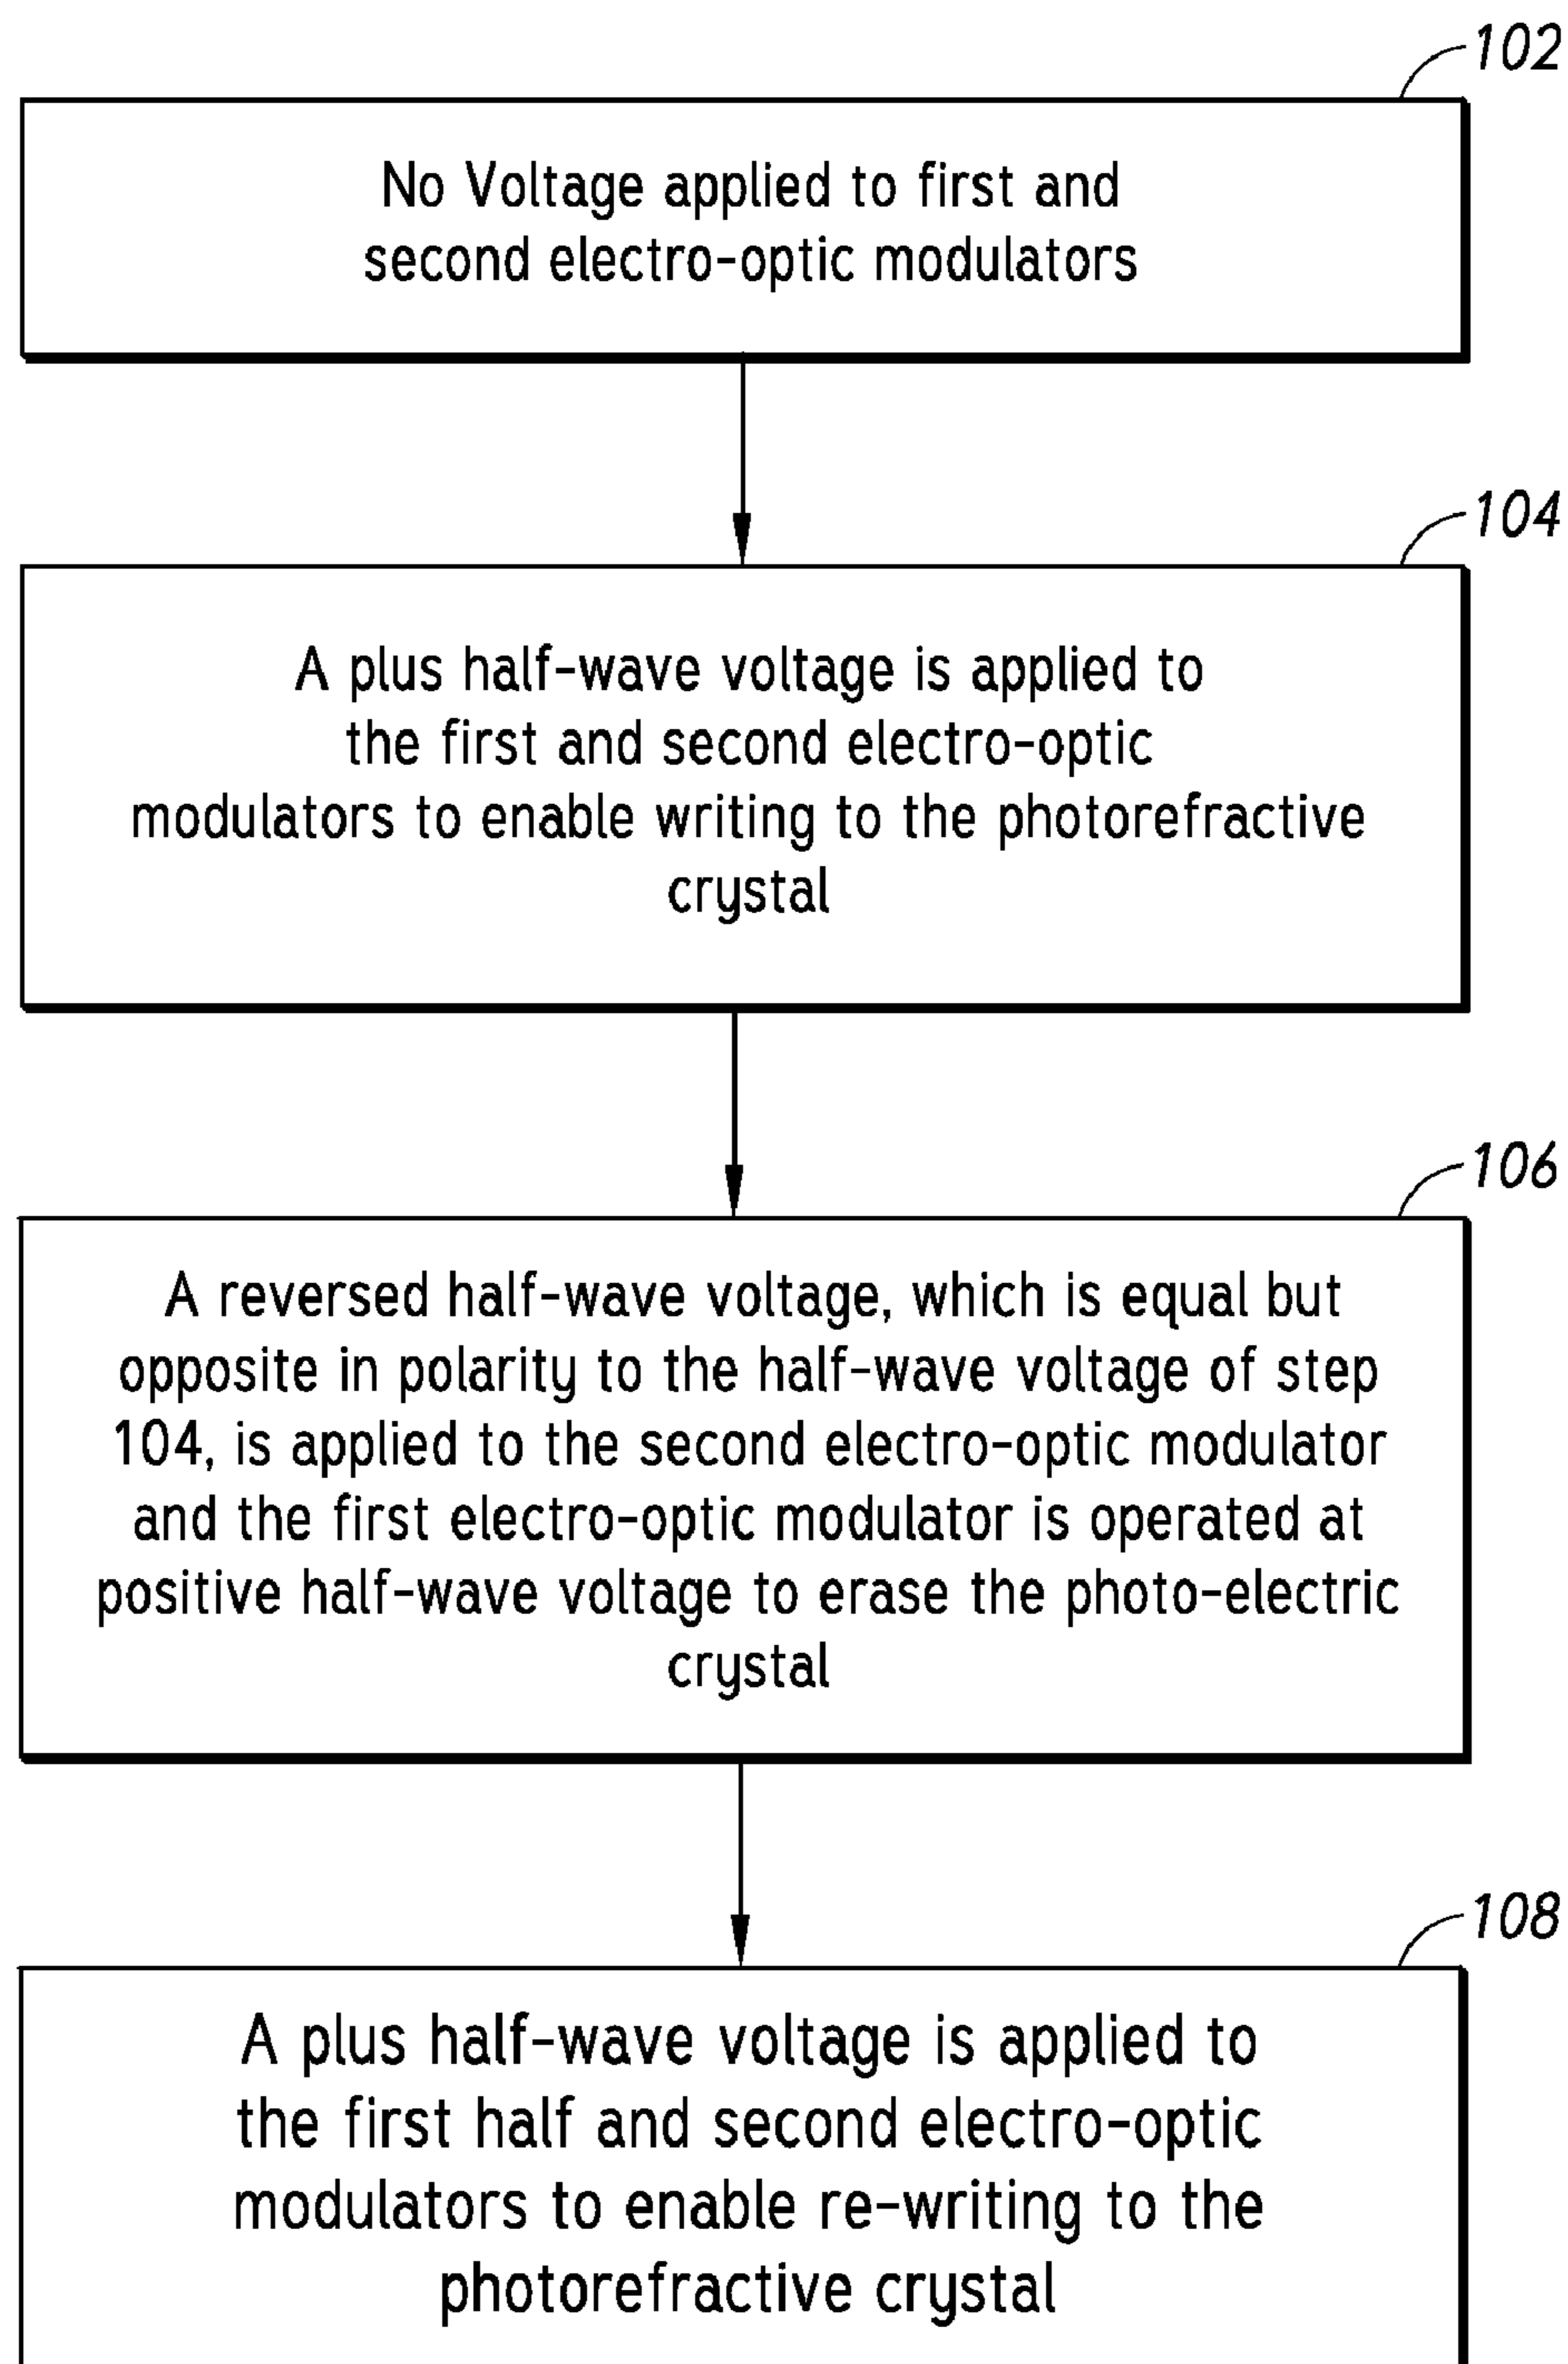 102
No Voltage applied to first and
second electro-optic modulators
104
A plus half-wave voltage is applied to
the first and second electro-optic
modulators to enable writing to the photorefractive
crystal
106
A reversed half-wave voltage, which is equal but
opposite in polarity to the half-wave voltage of step
104, is applied to the second electro-optic modulator
and the first electro-optic modulator is operated at
positive half-wave voltage to erase the photo-electric
crystal
108
A plus half-wave voltage is applied to
the first half and second electro-optic
modulators to enable re-writing to the
photorefractive crystal